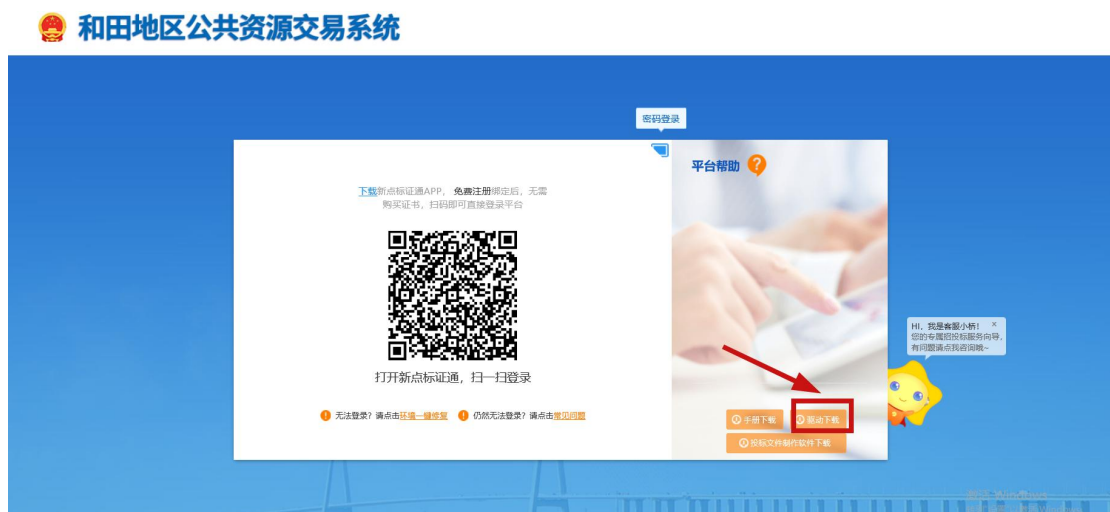 和田地区公共资源交易系统
密码登录
平台帮助
下载新点标证通APP， 免费注册绑定后，无需
购买证书，扫码即可直接登录平台
打开新点标证通，扫一扫登录
无法登录？请点击环境一键修复 仍然无法登录？请点击常见问题
HI，我是客服小桥！ ×
您的专属招投标服务向导，
有问题请点我咨询哦~
手册下载 驱动下载
投标文件制作软件下载
激活 Windows